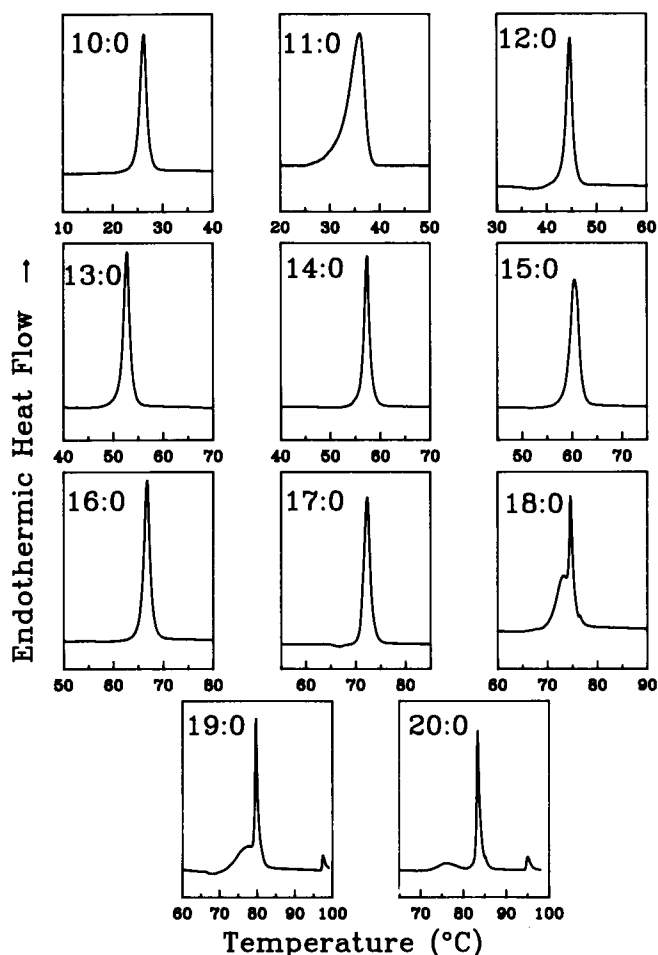 10:0 11:0 12:0
10 20 30 40 20 30 40 50 30 40 50 60
13:0 14:0 15:0
40 50 60 70 40 50 60 70 50 60 70
16:0 17:0 18:0
50 60 70 80 60 70 80 60 70 80 90
19:0 20:0
60 70 80 90 100 70 80 90 100
Temperature (°C)
Endothermic Heat Flow →